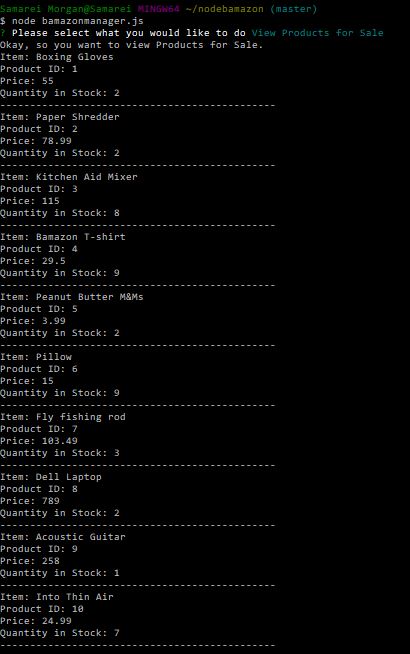 Samarei Morgan@Samarei MINGW64 ~/nodebamazon (master)
$ node bamazonmanager.js
? Please select what you would like to do View Products for Sale
Okay, so you want to view Products for Sale.
Item: Boxing Gloves
Product ID: 1
Price: 55
Quantity in Stock: 2
----------------------------------------------
Item: Paper Shredder
Product ID: 2
Price: 78.99
Quantity in Stock: 2
----------------------------------------------
Item: Kitchen Aid Mixer
Product ID: 3
Price: 115
Quantity in Stock: 8
----------------------------------------------
Item: Bamazon T-shirt
Product ID: 4
Price: 29.5
Quantity in Stock: 9
----------------------------------------------
Item: Peanut Butter M&Ms
Product ID: 5
Price: 3.99
Quantity in Stock: 2
----------------------------------------------
Item: Pillow
Product ID: 6
Price: 15
Quantity in Stock: 9
----------------------------------------------
Item: Fly fishing rod
Product ID: 7
Price: 103.49
Quantity in Stock: 3
----------------------------------------------
Item: Dell Laptop
Product ID: 8
Price: 789
Quantity in Stock: 2
----------------------------------------------
Item: Acoustic Guitar
Product ID: 9
Price: 258
Quantity in Stock: 1
----------------------------------------------
Item: Into Thin Air
Product ID: 10
Price: 24.99
Quantity in Stock: 7
----------------------------------------------